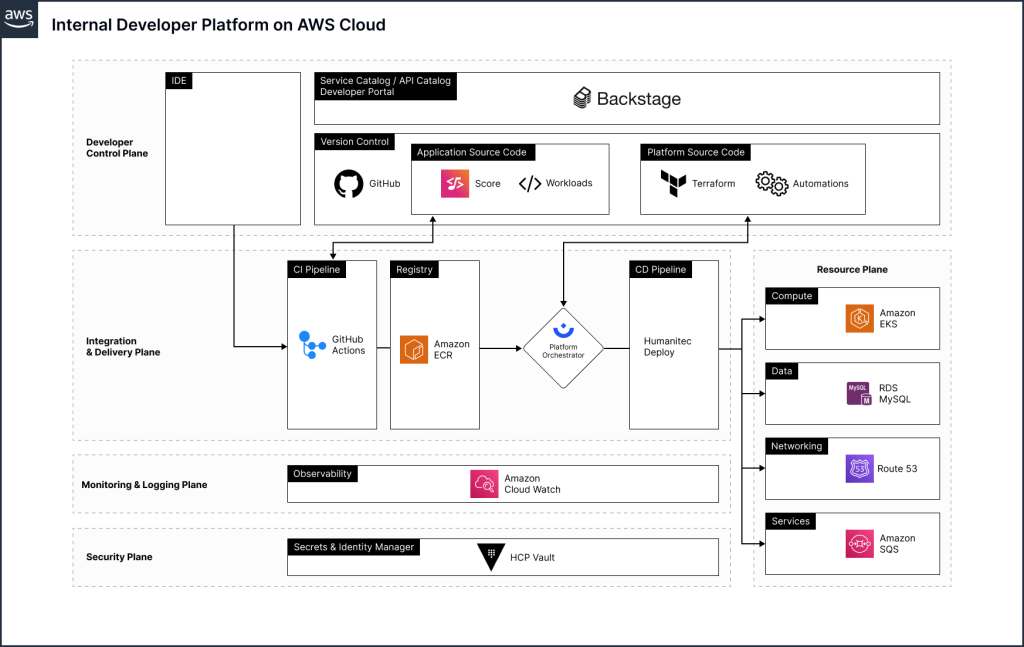 aws
Internal Developer Platform on AWS Cloud
Developer
Control Plane
IDE
Service Catalog / API Catalog
Developer Portal
Backstage
Version Control
GitHub
Application Source Code
Score
Workloads
Platform Source Code
Terraform
Automations
Integration
& Delivery Plane
CI Pipeline
GitHub
Actions
Registry
Amazon
ECR
Platform
Orchestrator
CD Pipeline
Humanitec
Deploy
Resource Plane
Compute
Amazon
EKS
Data
MySQL
M
RDS
MySQL
Networking
53
Route 53
Services
Amazon
SQS
Monitoring & Logging Plane
Observability
Amazon
Cloud Watch
Security Plane
Secrets & Identity Manager
HCP Vault